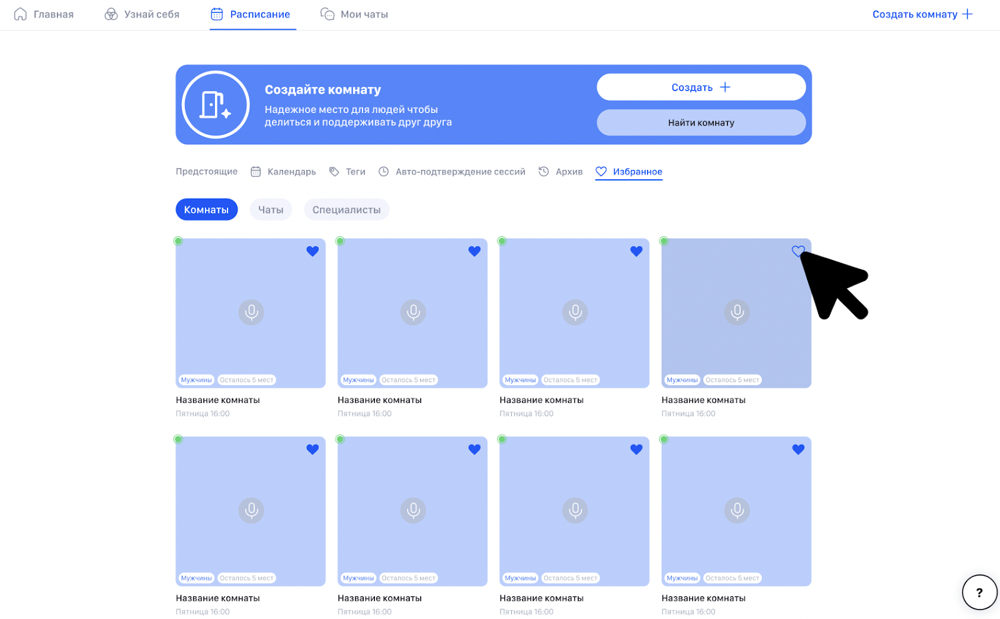 Главная
Узнай себя
Расписание
Мои чаты
Создать комнату
Создайте комнату
Надежное место для людей чтобы
делиться и поддерживать друг друга
Создать
Найти комнату
Предстоящие
Календарь
Теги
Авто-подтверждение сессий
Архив
Избранное
Комнаты
Чаты
Специалисты
Мужчины Осталось 5 мест
Название комнаты
Пятница 16:00
Мужчины Осталось 5 мест
Название комнаты
Пятница 16:00
Мужчины Осталось 5 мест
Название комнаты
Пятница 16:00
Мужчины Осталось 5 мест
Название комнаты
Пятница 16:00
Мужчины Осталось 5 мест
Название комнаты
Пятница 16:00
Мужчины Осталось 5 мест
Название комнаты
Пятница 16:00
Мужчины Осталось 5 мест
Название комнаты
Пятница 16:00
Мужчины Осталось 5 мест
Название комнаты
Пятница 16:00
?